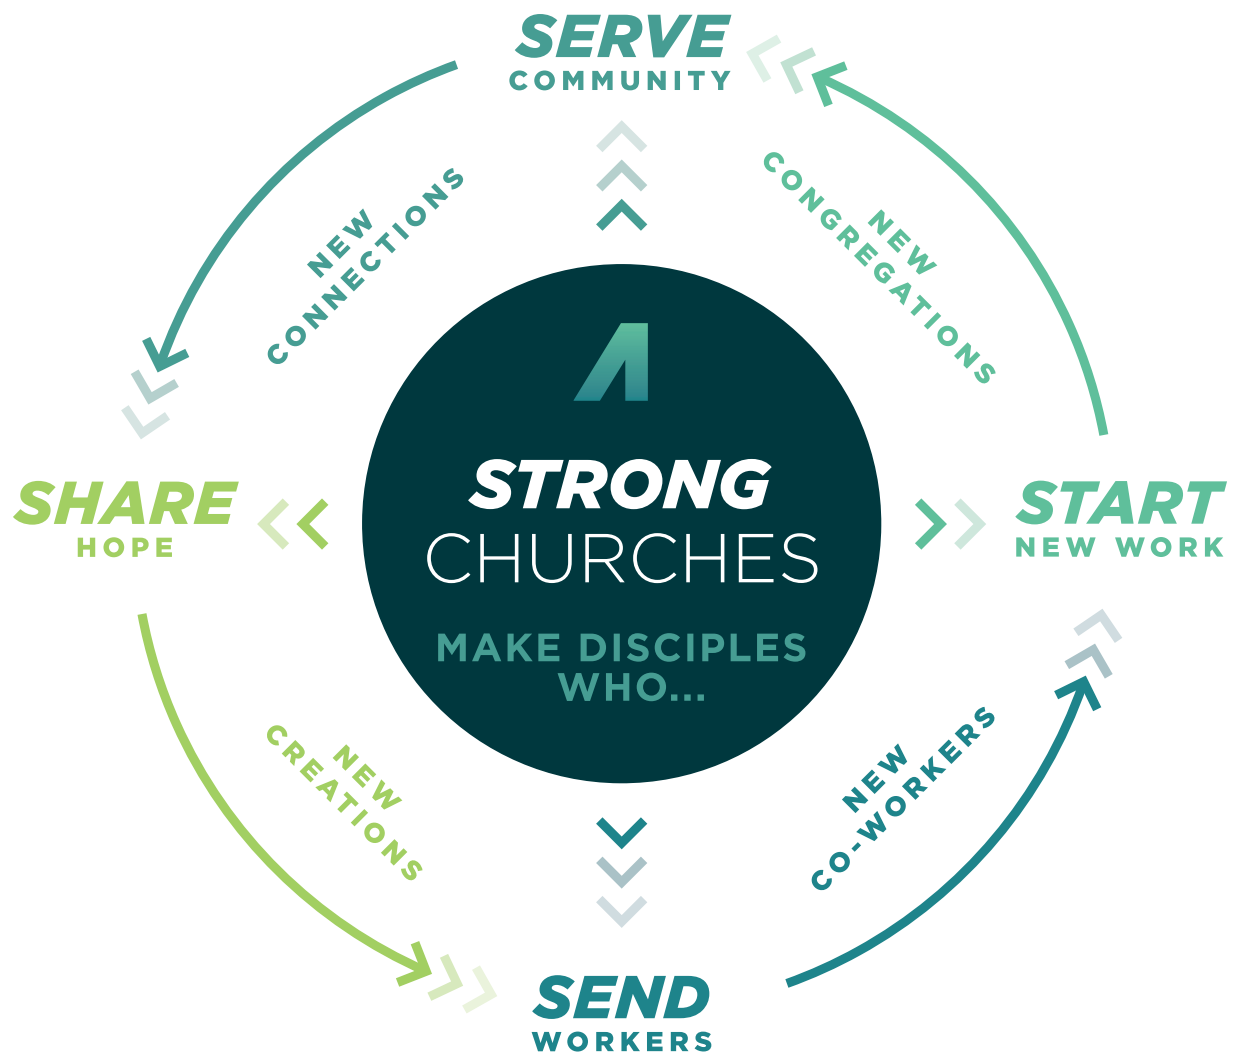 SERVE
COMMUNITY
NEW
CONNECTIONS
NEW
CONGREGATIONS
STRONG
CHURCHES
MAKE DISCIPLES
WHO...
SHARE
HOPE
START
NEW WORK
NEW
CREATIONS
NEW
CO-WORKERS
SEND
WORKERS